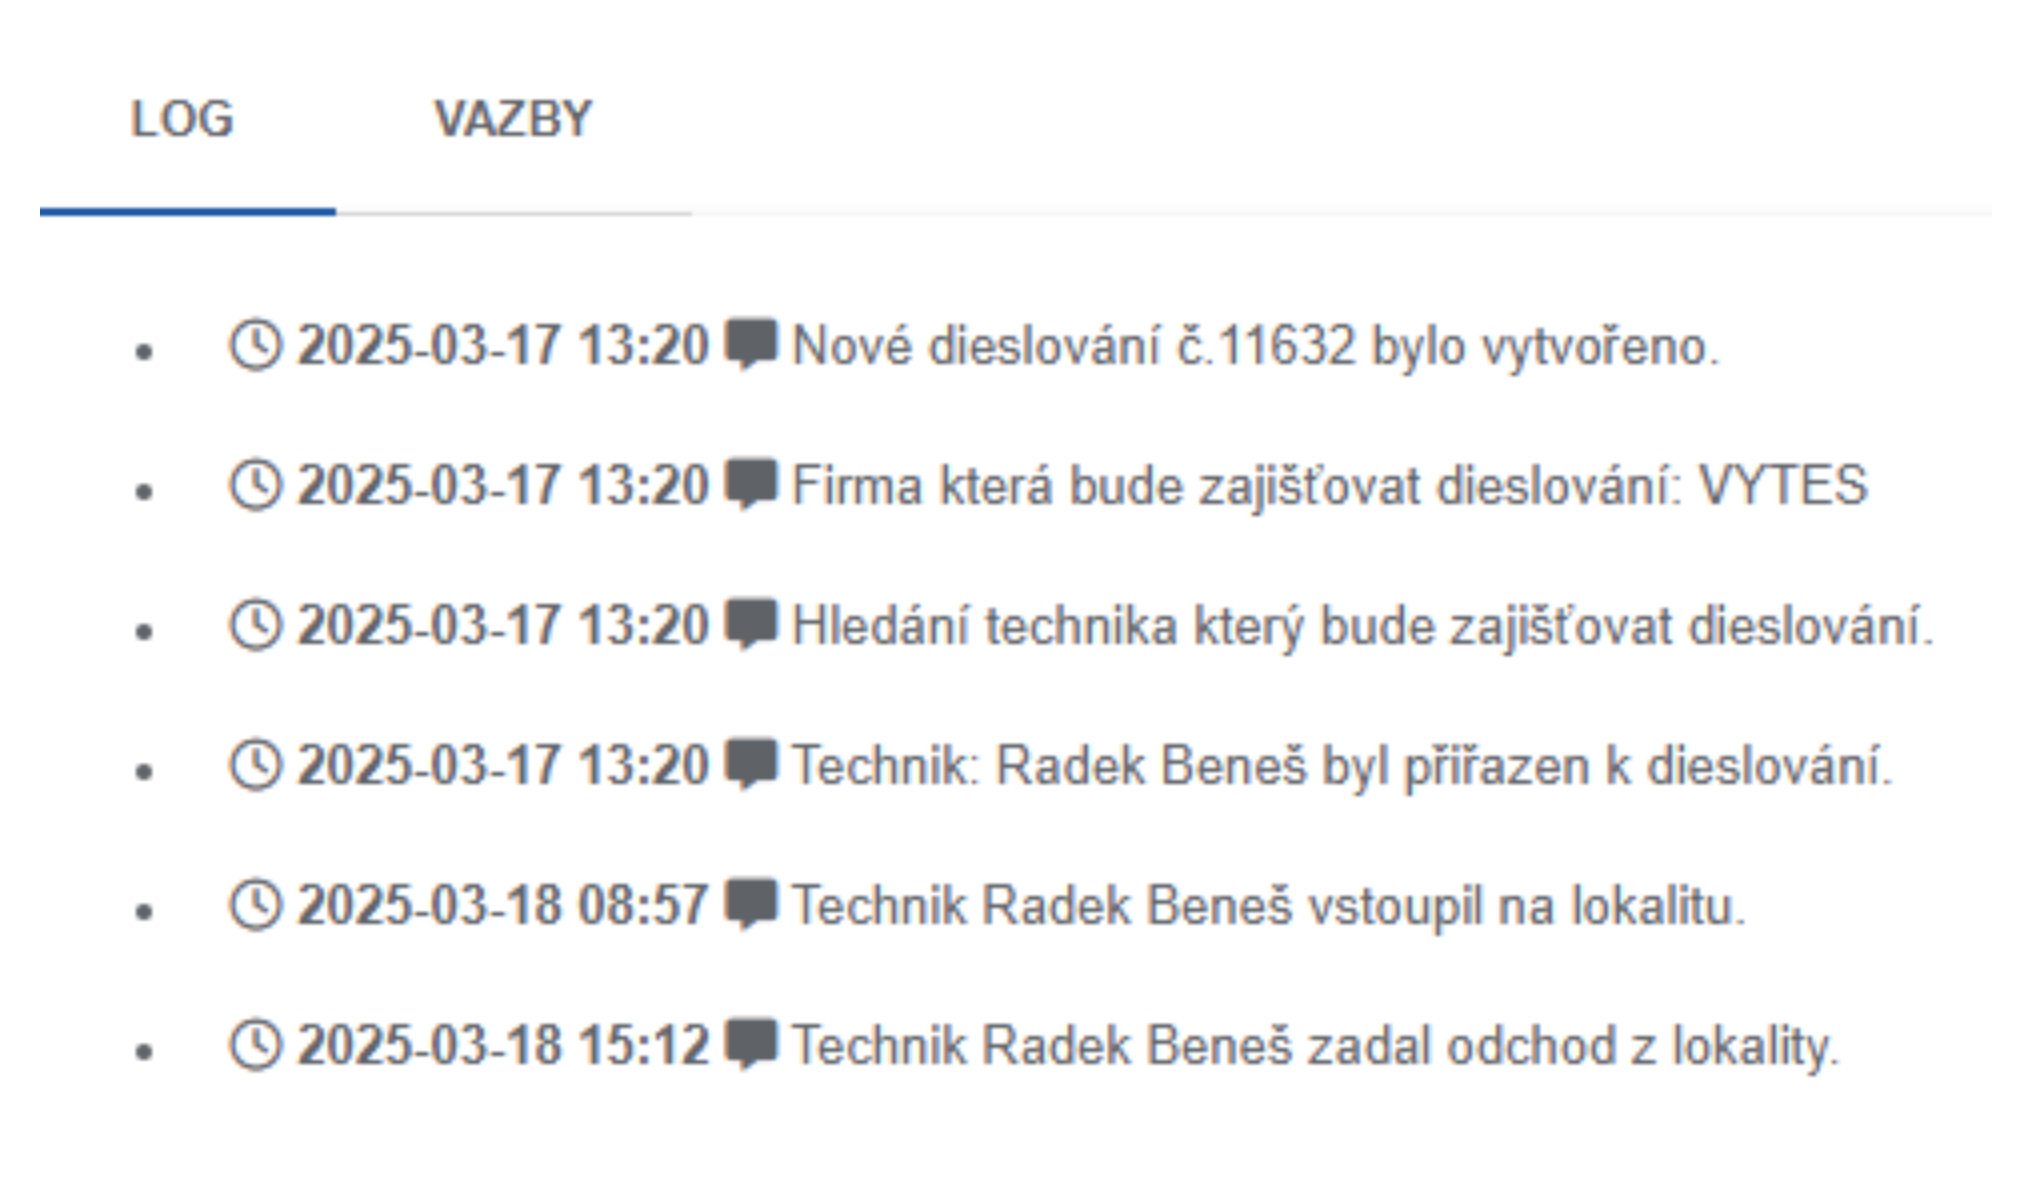 LOG VAZBY
2025-03-17 13:20 Nové dieslování č.11632 bylo vytvořeno.
2025-03-17 13:20 Firma která bude zajišťovat dieslování: VYTES
2025-03-17 13:20 Hledání technika který bude zajišťovat dieslování.
2025-03-17 13:20 Technik: Radek Beneš byl přiřazen k dieslování.
2025-03-18 08:57 Technik Radek Beneš vstoupil na lokalitu.
2025-03-18 15:12 Technik Radek Beneš zadal odchod z lokality.